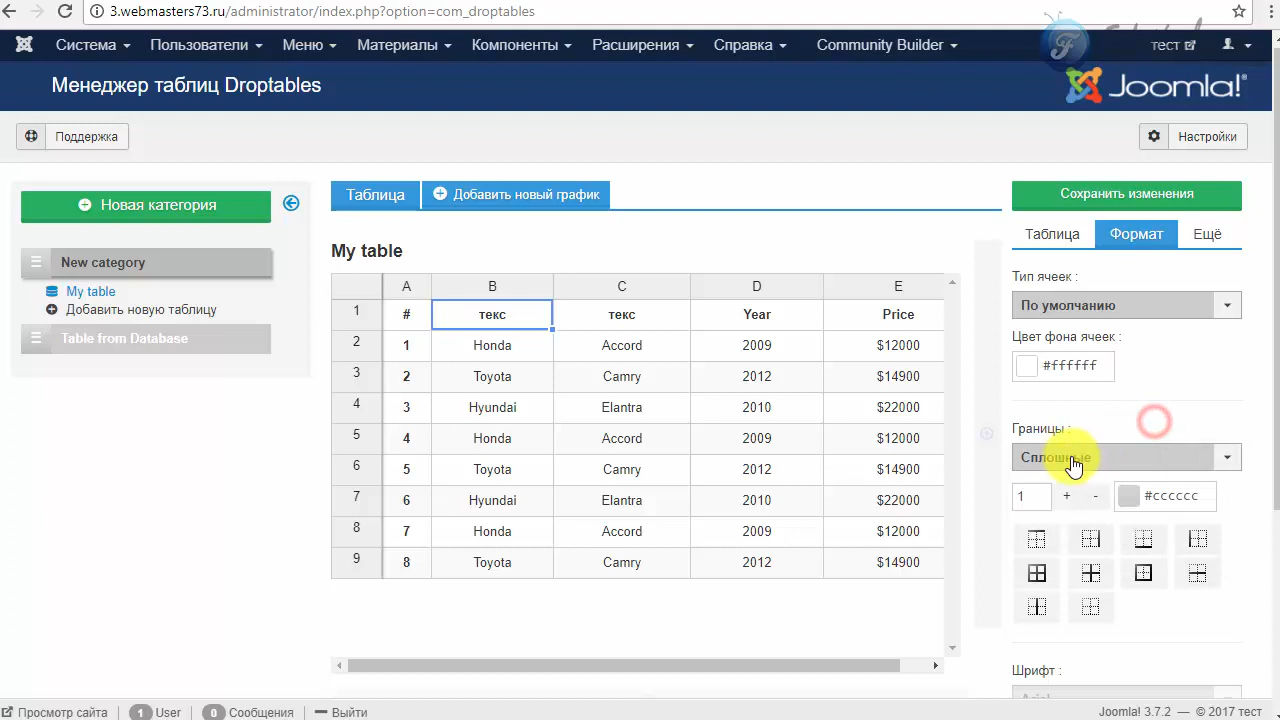 3.webmasters73.ru/administrator/index.php?option=com_droptables
Система Пользователи Меню Материалы Компоненты Расширения Справка Community Builder тест
Менеджер таблиц Droptables
Joomla!®
Поддержка
Настройки
Новая категория
New category
My table
Добавить новую таблицу
Table from Database
Таблица Добавить новый график
My table
A B C D E
1 # текс текс Year Price
2 1 Honda Accord 2009 $12000
3 2 Toyota Camry 2012 $14900
4 3 Hyundai Elantra 2010 $22000
5 4 Honda Accord 2009 $12000
6 5 Toyota Camry 2012 $14900
7 6 Hyundai Elantra 2010 $22000
8 7 Honda Accord 2009 $12000
9 8 Toyota Camry 2012 $14900
Сохранить изменения
Таблица Формат Ещё
Тип ячеек :
По умолчанию
Цвет фона ячеек :
#ffffff
Границы :
Сплошные
1 + - #cccccc
Шрифт :
Просмотр сайта 1 User 0 Сообщения Выйти
Joomla! 3.7.2 — © 2017 тест